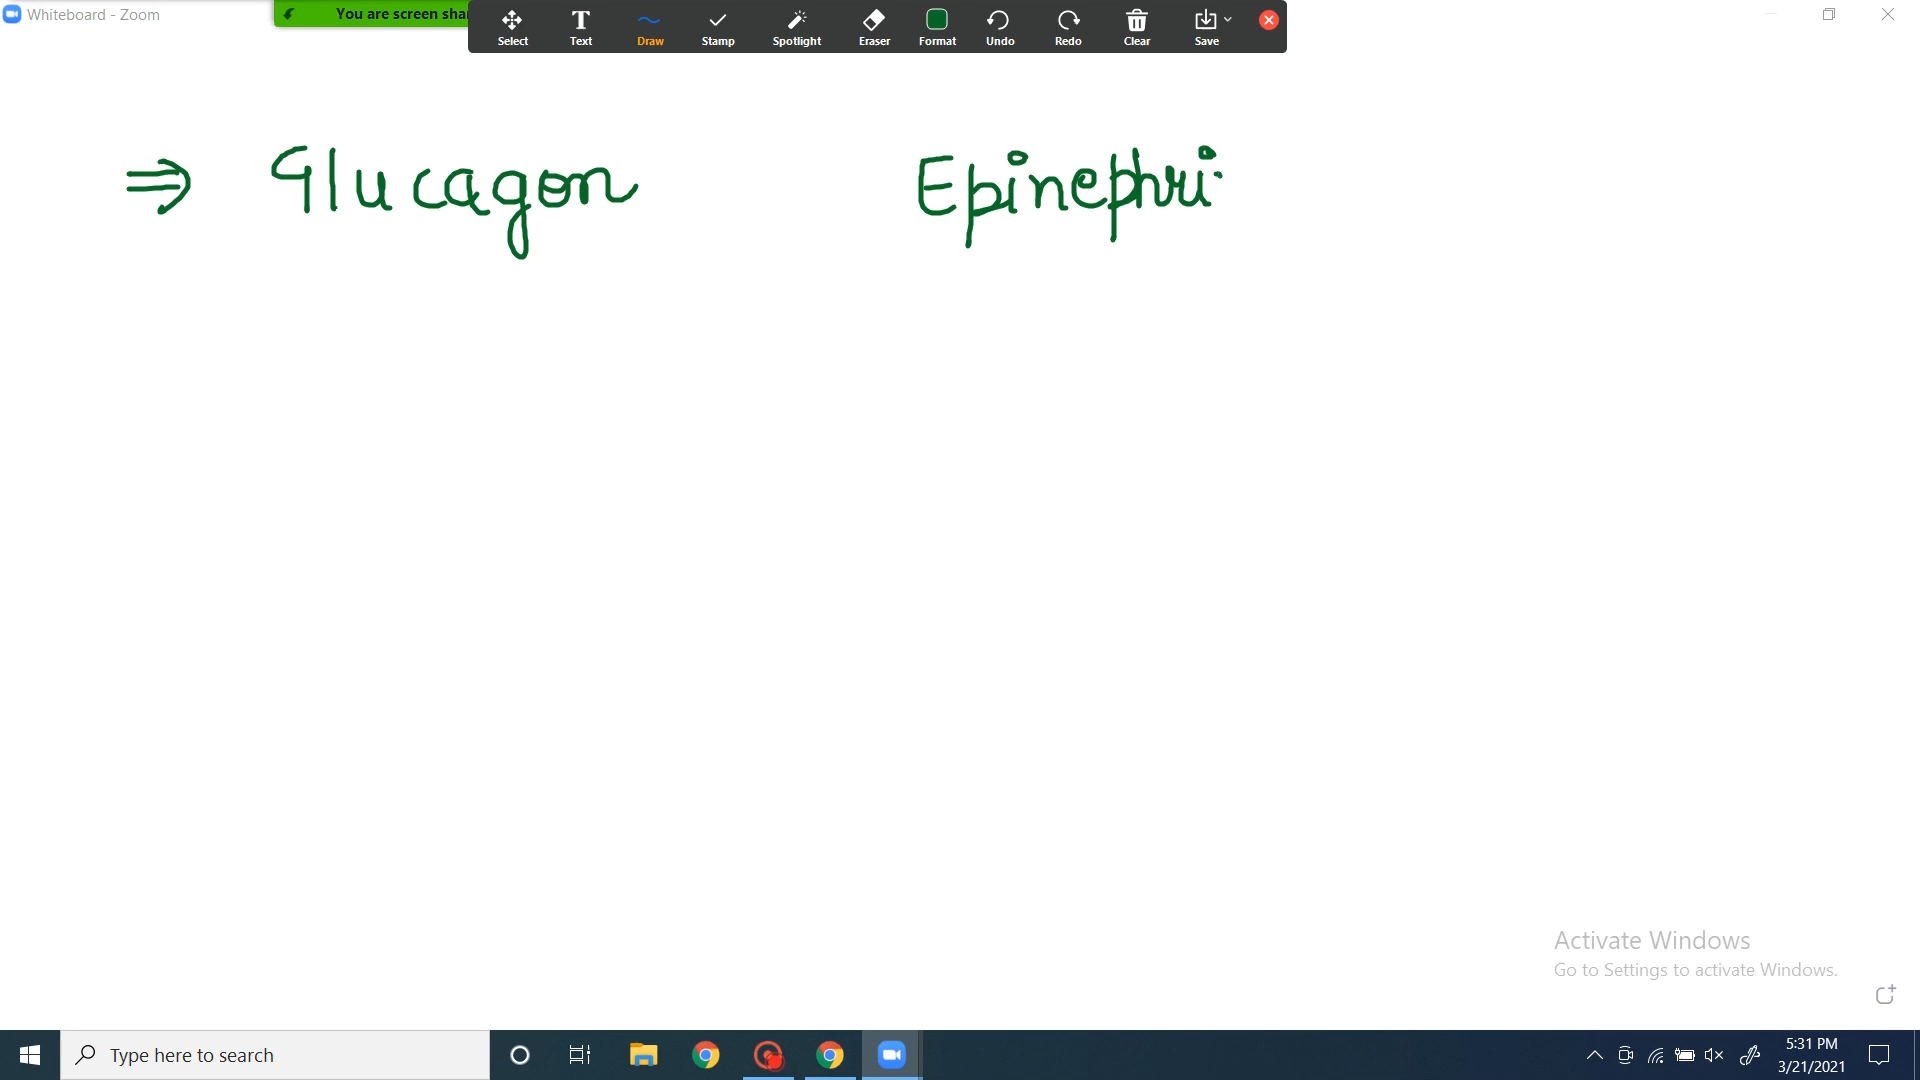 Whiteboard - Zoom
You are screen sha
Select Text Draw Stamp Spotlight Eraser Format Undo Redo Clear Save
⇒ Glucagon Epinephri
Activate Windows
Go to Settings to activate Windows.
Type here to search
5:31 PM
3/21/2021